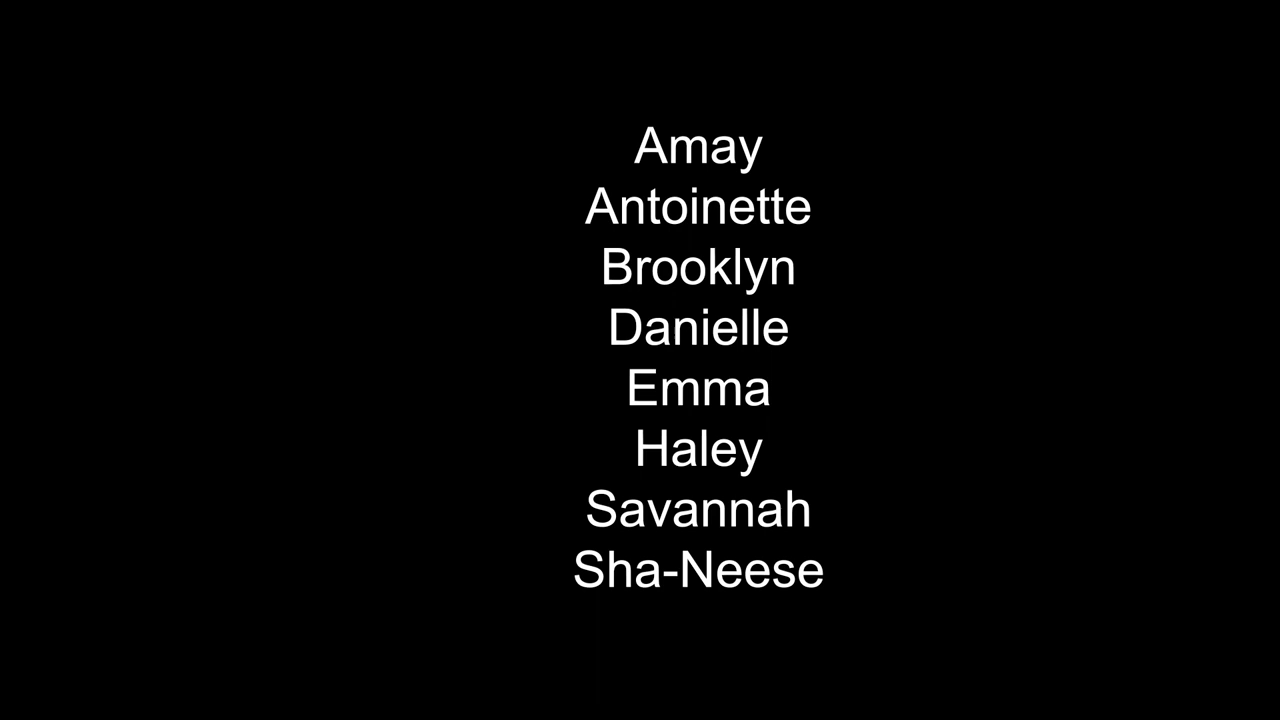 Amay
Antoinette
Brooklyn
Danielle
Emma
Haley
Savannah
Sha-Neese